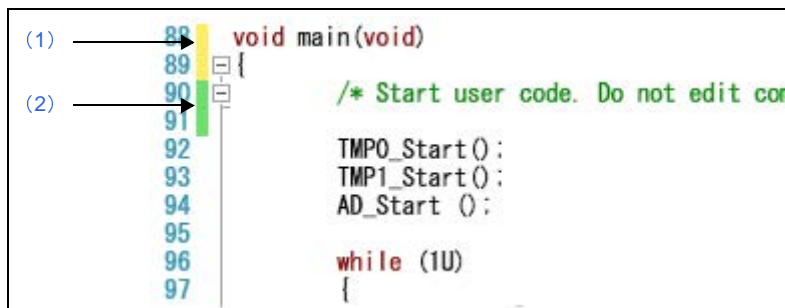 (1)
88 void main(void)
89 {
(2)
90 /* Start user code. Do not edit
91
92 TMP0_Start();
93 TMP1_Start();
94 AD_Start ();
95
96 while (1U)
97 {